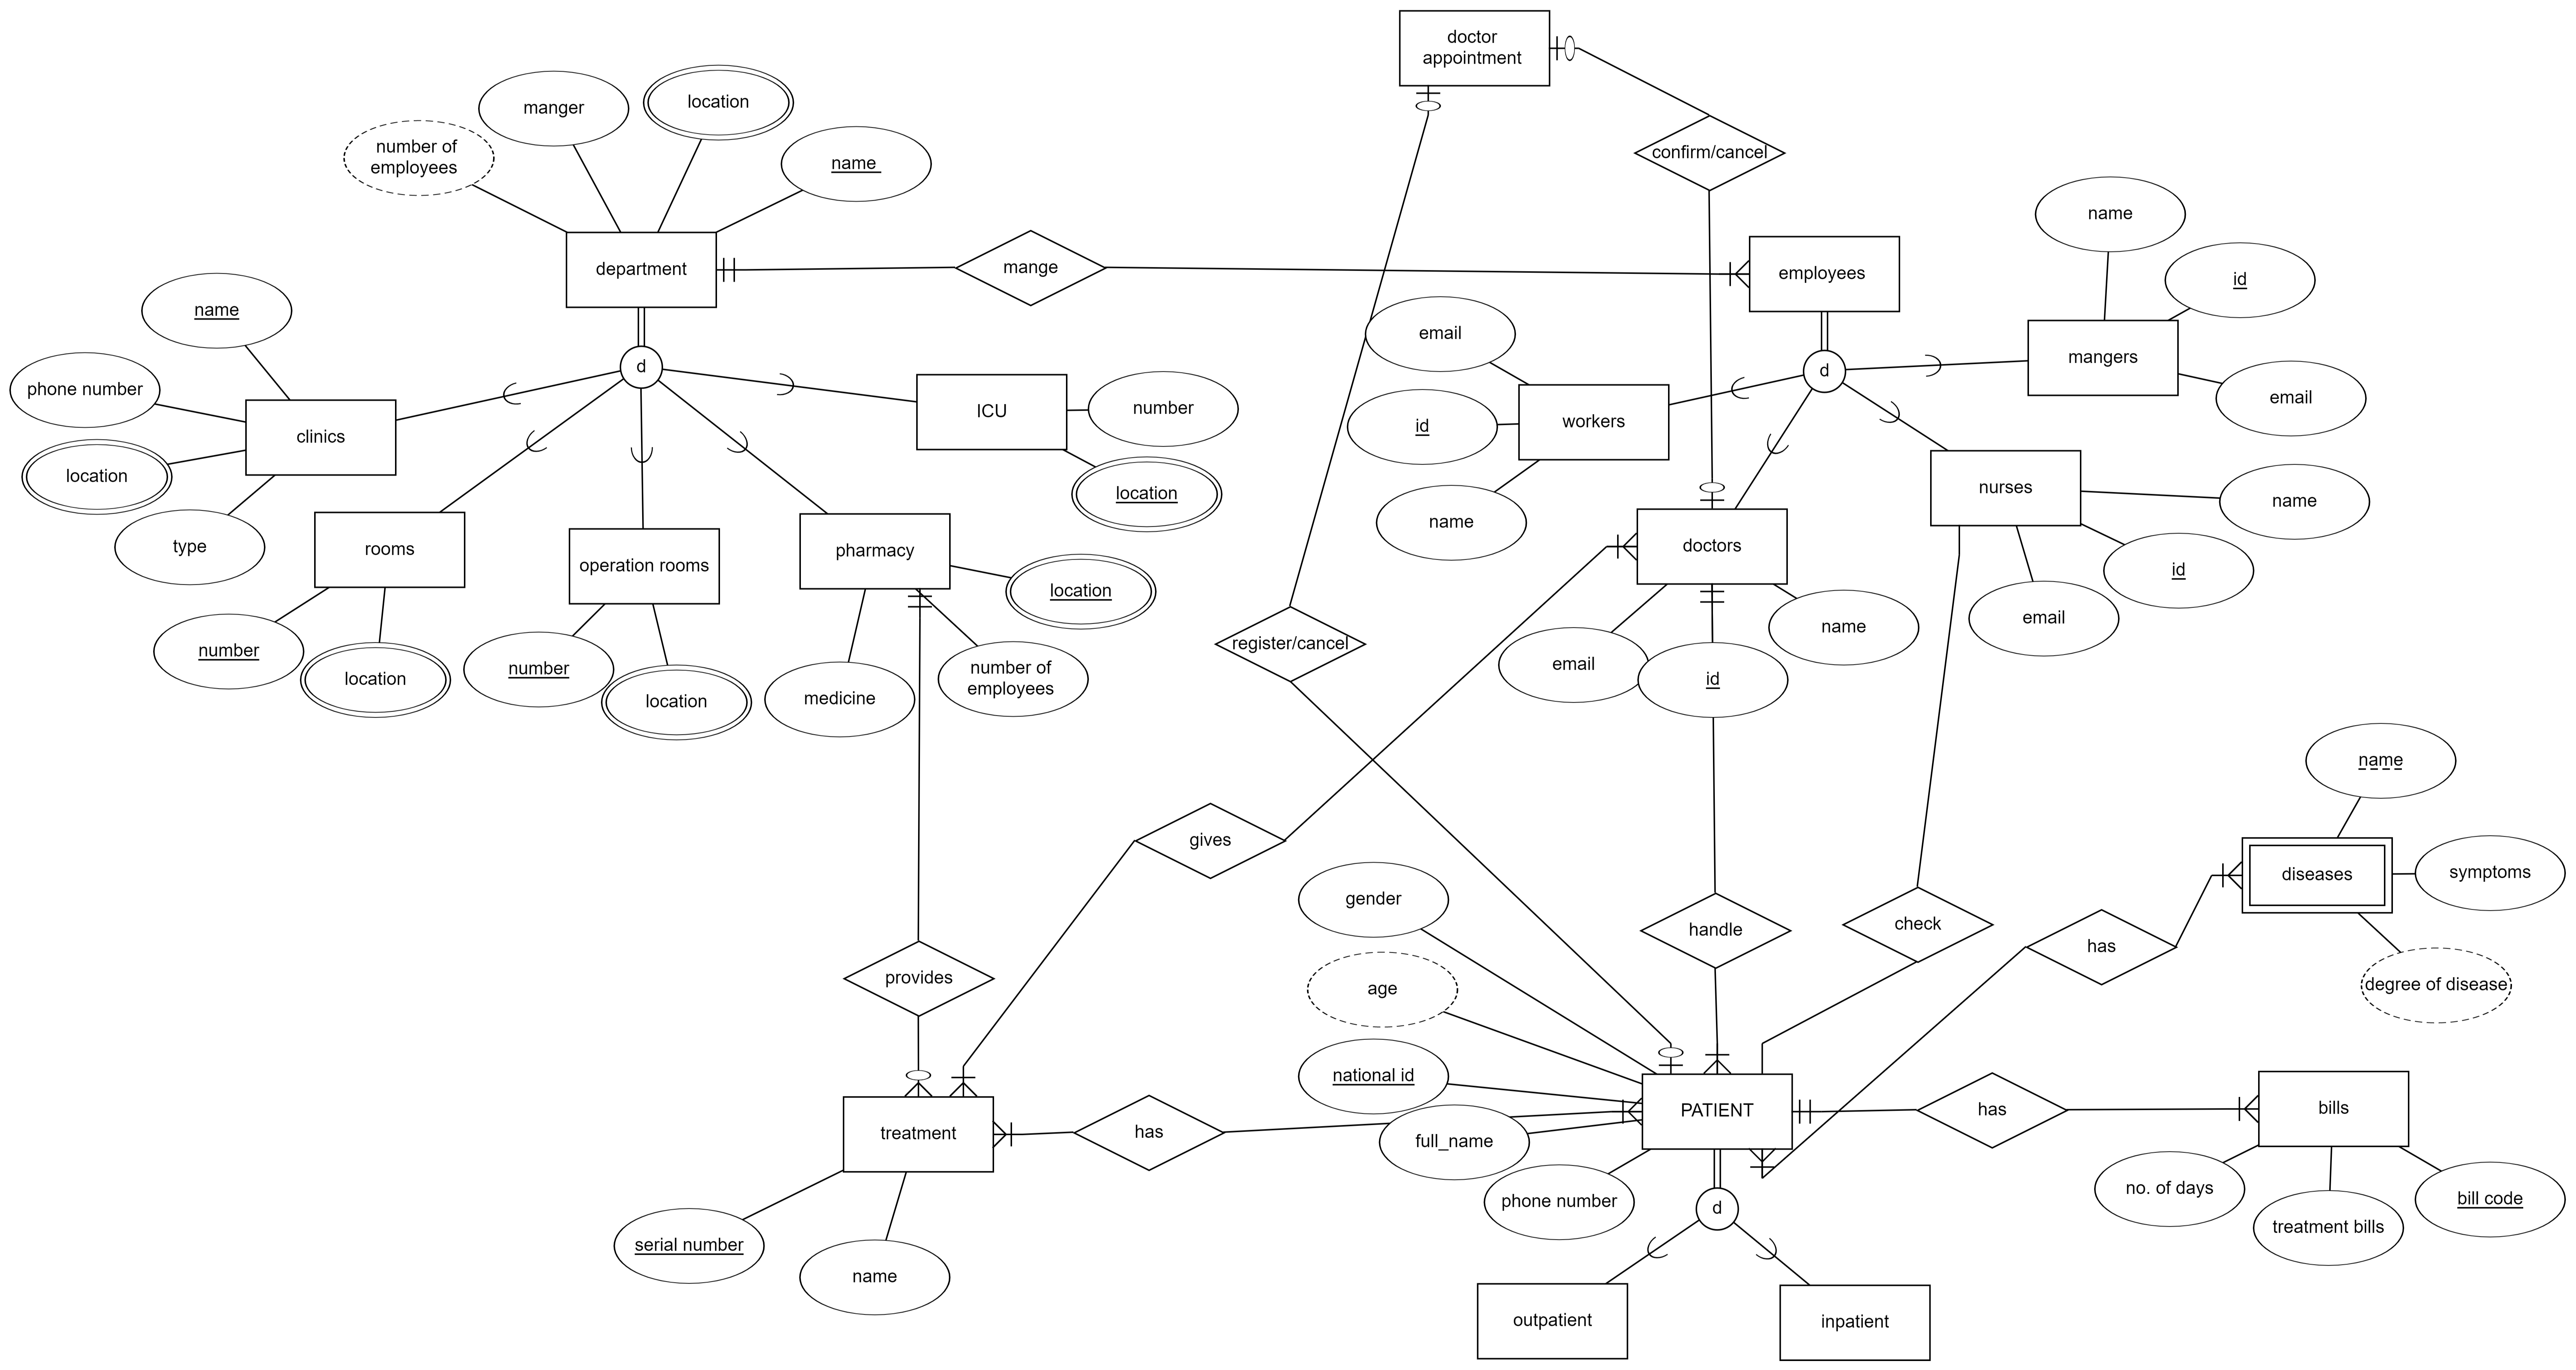 doctor
appointment
manger
location
number of
employees
name
confirm/cancel
name
department
mange
employees
id
name
email
mangers
phone number
d
d
email
clinics
ICU
number
workers
id
location
location
name
nurses
name
type
rooms
operation rooms
pharmacy
doctors
location
id
number
location
number
location
medicine
number of
employees
register/cancel
email
id
name
email
name
gives
gender
handle
check
has
diseases
symptoms
provides
age
degree of disease
national id
treatment
has
full_name
PATIENT
has
bills
phone number
d
no. of days
treatment bills
bill code
serial number
name
outpatient
inpatient